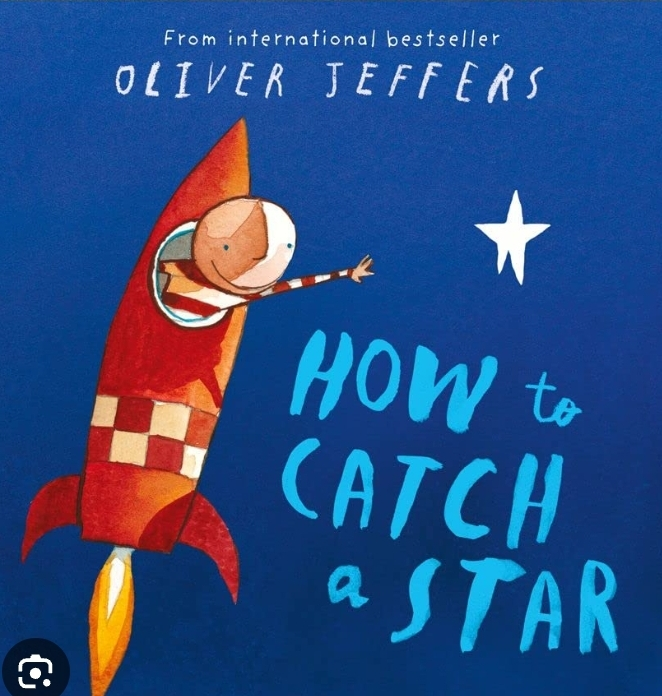 From international bestseller
OLIVER JEFFERS
HOW to
CATCH
a STAR